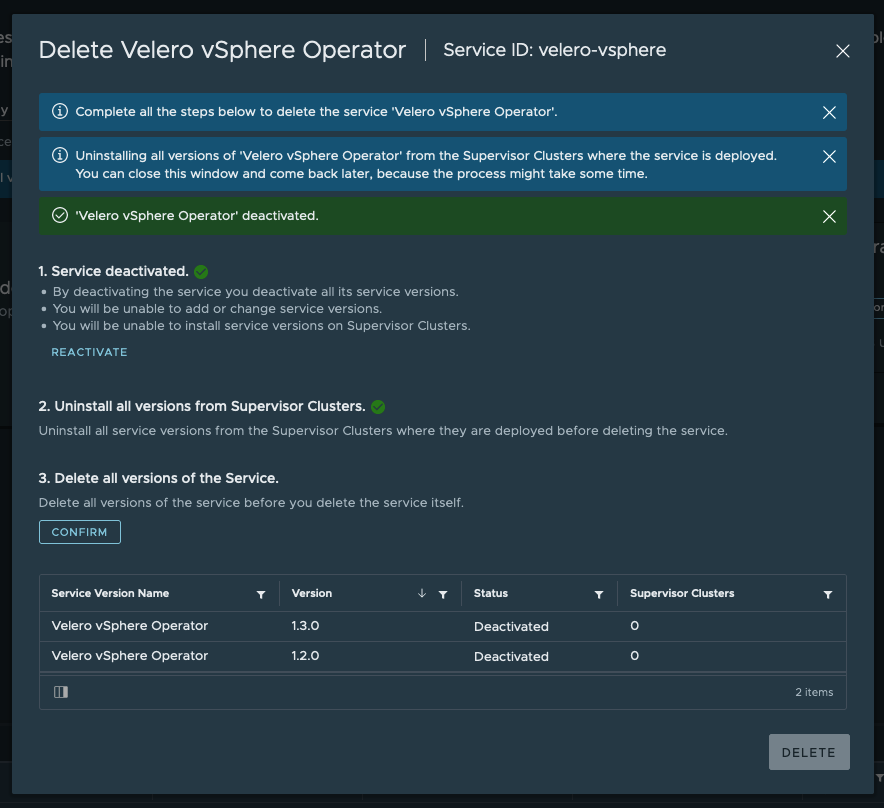 Delete Velero vSphere Operator | Service ID: velero-vsphere
Complete all the steps below to delete the service 'Velero vSphere Operator'.
Uninstalling all versions of 'Velero vSphere Operator' from the Supervisor Clusters where the service is deployed.
You can close this window and come back later, because the process might take some time.
'Velero vSphere Operator' deactivated.
1. Service deactivated.
• By deactivating the service you deactivate all its service versions.
• You will be unable to add or change service versions.
• You will be unable to install service versions on Supervisor Clusters.
REACTIVATE
2. Uninstall all versions from Supervisor Clusters.
Uninstall all service versions from the Supervisor Clusters where they are deployed before deleting the service.
3. Delete all versions of the Service.
Delete all versions of the service before you delete the service itself.
CONFIRM
Service Version Name Version Status Supervisor Clusters
Velero vSphere Operator 1.3.0 Deactivated 0
Velero vSphere Operator 1.2.0 Deactivated 0
2 items
DELETE